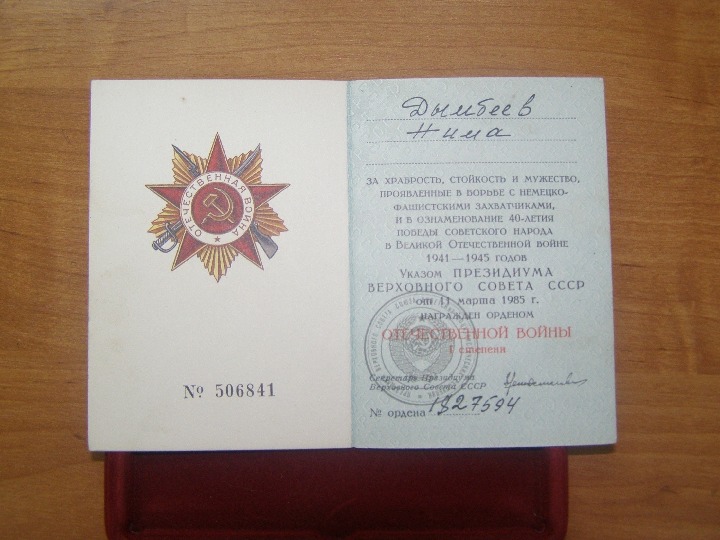 ОТЕЧЕСТВЕННАЯ ВОЙНА
№ 506841
Дымбеев
Нима
ЗА ХРАБРОСТЬ, СТОЙКОСТЬ И МУЖЕСТВО,
ПРОЯВЛЕННЫЕ В БОРЬБЕ С НЕМЕЦКО-
ФАШИСТСКИМИ ЗАХВАТЧИКАМИ,
И В ОЗНАМЕНОВАНИЕ 40-ЛЕТИЯ
ПОБЕДЫ СОВЕТСКОГО НАРОДА
В ВЕЛИКОЙ ОТЕЧЕСТВЕННОЙ ВОЙНЕ
1941—1945 ГОДОВ
УКАЗОМ ПРЕЗИДИУМА
ВЕРХОВНОГО СОВЕТА СССР
от 11 марта 1985 г.
НАГРАЖДЕН ОРДЕНОМ
ОТЕЧЕСТВЕННОЙ ВОЙНЫ
I степени
Секретарь Президиума
Верховного Совета СССР
№ ордена 1327594